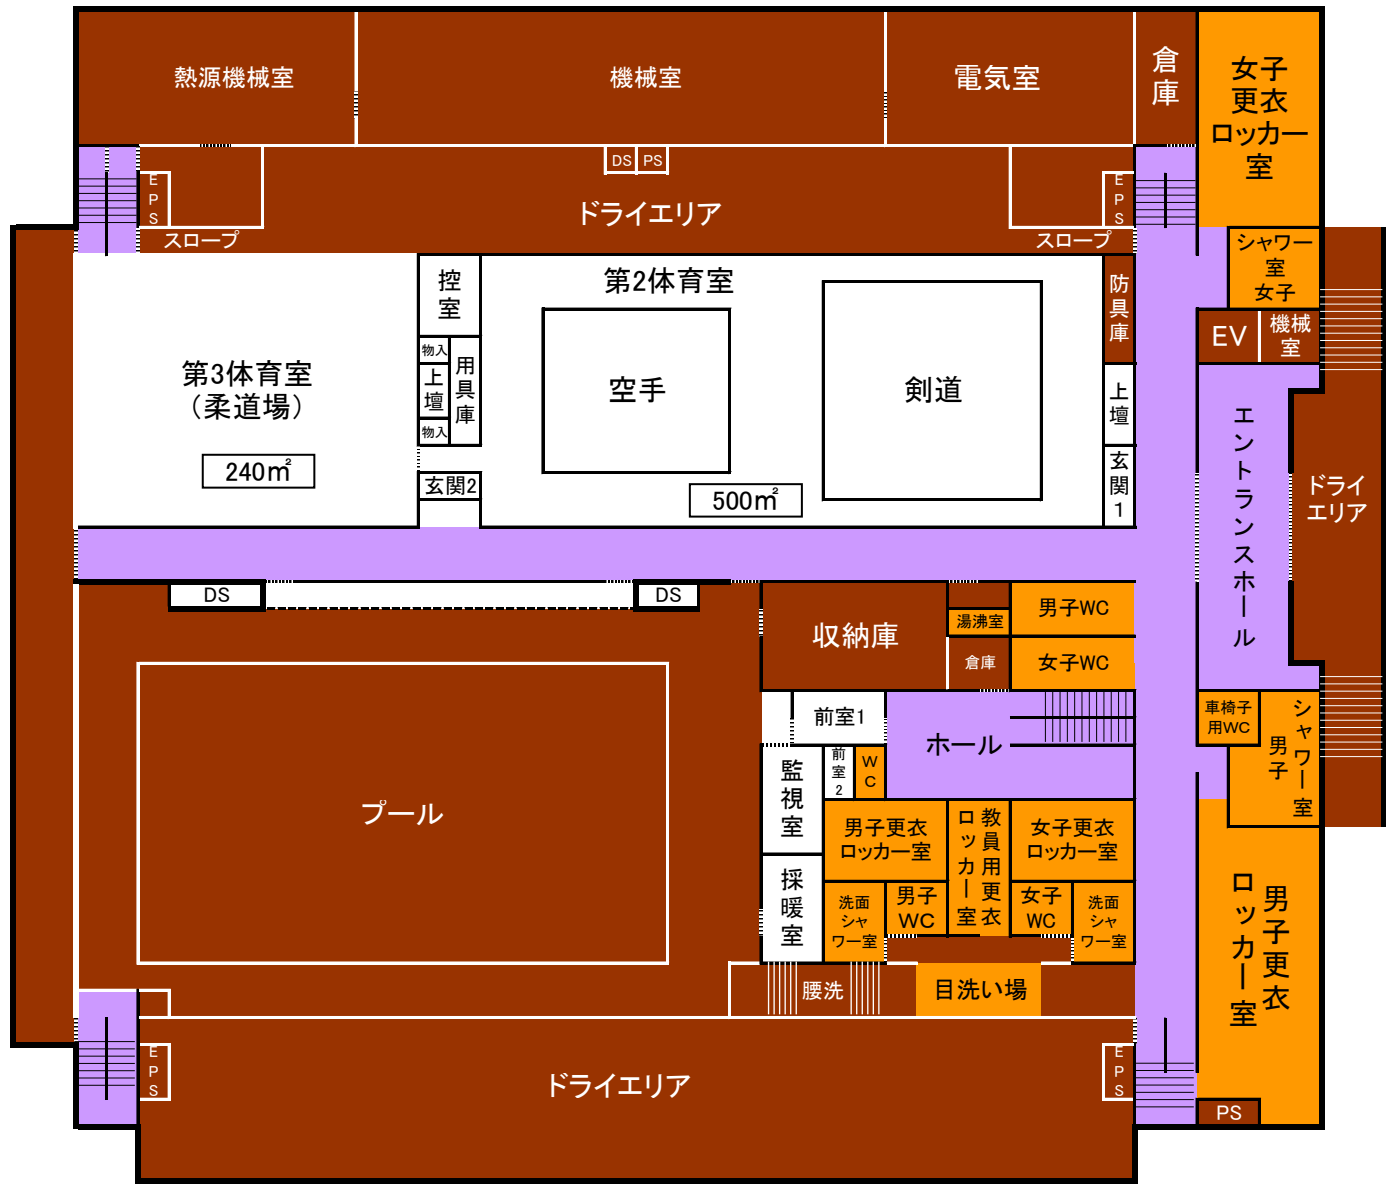 熱源機械室
機械室
電気室
倉
庫
女子
更衣
ロッカー
室
DS
PS
E
P
S
ドライエリア
E
P
S
スロープ
スロープ
シャワー
室
女子
控
室
第2体育室
防
具
庫
EV
機械
室
物入
上
壇
物入
用
具
庫
第3体育室
(柔道場)
空手
剣道
上
壇
240㎡
玄関2
500㎡
玄
関
1
エントランスホール
ドライ
エリア
DS
DS
収納庫
湯沸室
倉庫
男子WC
女子WC
前室1
ホール
車椅子
用WC
シャワー室
男子
プール
監
視
室
前
室
2
W
C
男子更衣
ロッカー室
教員用更衣
ロッカー室
女子更衣
ロッカー室
採
暖
室
洗面
シャ
ワー室
男子
WC
女子
WC
洗面
シャ
ワー室
男子更衣
ロッカー室
腰洗
目洗い場
E
P
S
ドライエリア
E
P
S
PS